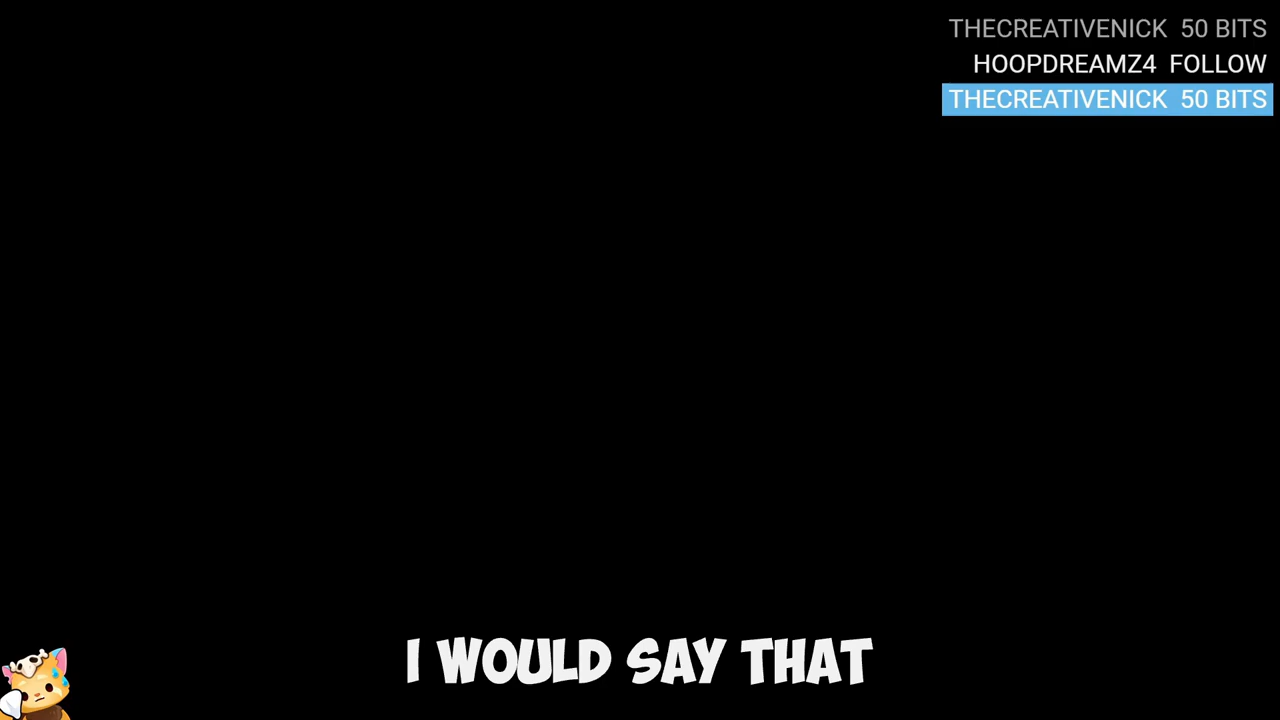 THECREATIVENICK 50 BITS
HOOPDREAMZ4 FOLLOW
THECREATIVENICK 50 BITS
I WOULD SAY THAT